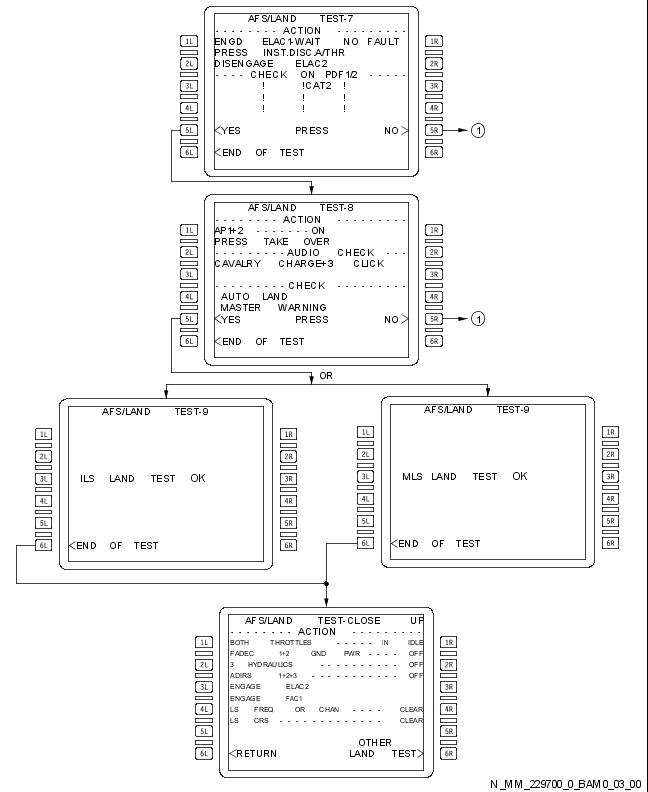 AFS/LAND TEST-7
- - - - - - - - ACTION - - - - - - - - -
1L ENGD ELAC1-WAIT NO FAULT 1R
PRESS INST.DISC.A/THR
2L DISENGAGE ELAC2 2R
- - - - CHECK ON PDF1/2 - - - - -
3L ! !CAT2 ! 3R
! ! !
4L ! ! ! 4R
5L <YES PRESS NO> 5R 1
6L <END OF TEST 6R
AFS/LAND TEST-8
- - - - - - - - ACTION - - - - - - - - -
1L AP1+2 - - - - - - - ON 1R
PRESS TAKE OVER
2L - - - - - - - - - AUDIO CHECK - - - 2R
CAVALRY CHARGE+3 CLICK
3L 3R
- - - - - - - - - CHECK - - - - - - - - -
4L AUTO LAND 4R
MASTER WARNING
5L <YES PRESS NO> 5R 1
6L <END OF TEST 6R
OR
AFS/LAND TEST-9
1L 1R
2L 2R
3L ILS LAND TEST OK 3R
4L 4R
5L 5R
6L <END OF TEST 6R
AFS/LAND TEST-9
1L 1R
2L 2R
3L MLS LAND TEST OK 3R
4L 4R
5L 5R
6L <END OF TEST 6R
AFS/LAND TEST-CLOSE UP
- - - - - - - - ACTION - - - - - - - - -
1L BOTH THROTTLES - - - - - IN IDLE 1R
FADEC 1+2 GND PWR - - - - OFF
2L 3 HYDRAULICS - - - - - - - - - - - OFF 2R
ADIRS 1+2+3 - - - - - - - - - - - OFF
3L ENGAGE ELAC2 3R
ENGAGE FAC1
4L LS FREQ OR CHAN - - - - CLEAR 4R
LS CRS - - - - - - - - - - - - - CLEAR
5L 5R
OTHER
6L <RETURN LAND TEST> 6R
N_MM_229700_0_BAM0_03_00